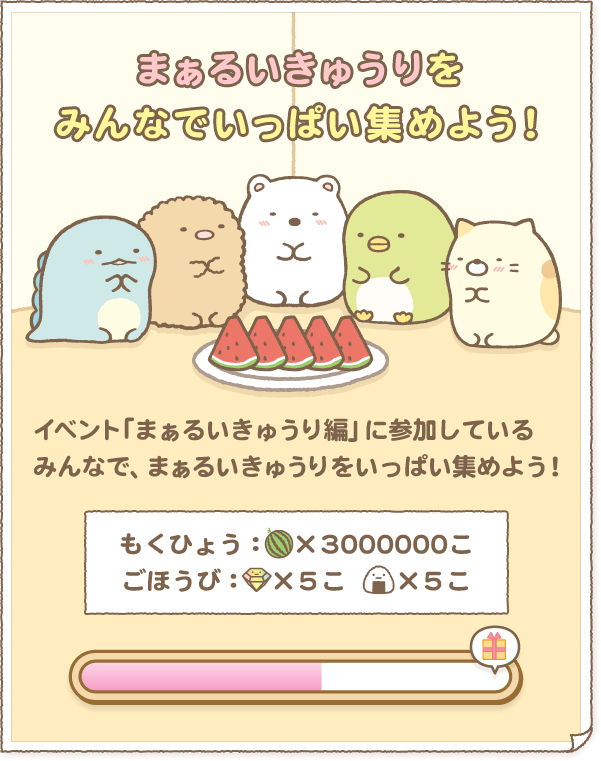 まぁるいきゅうりを
みんなでいっぱい集めよう！
イベント「まぁるいきゅうり編」に参加している
みんなで、まぁるいきゅうりをいっぱい集めよう！
もくひょう：×3000000こ
ごほうび：×５こ ×５こ